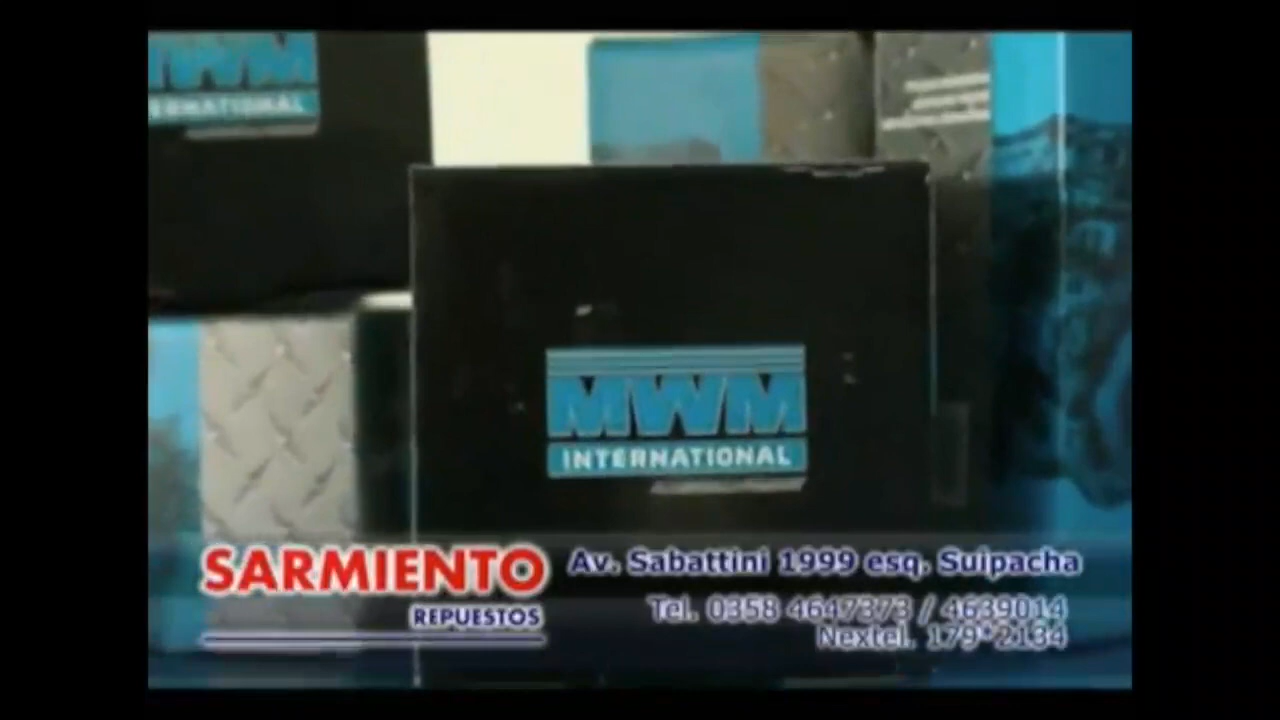 MWM
INTERNATIONAL
MWM
INTERNATIONAL
SARMIENTO
REPUESTOS
Av. Sabattini 1999 esq. Suipacha
Tel. 0358 4647373 / 4639014
Nextel. 179*2134